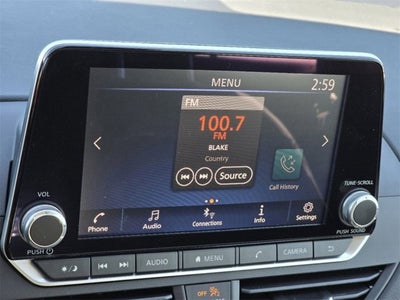 MENU 2:59
FM
100.7
FM
BLAKE
Country
Source
Call History
VOL
TUNE·SCROLL
Phone Audio Connections Info Settings
PUSH
PUSH SOUND
AUDIO MENU CAMERA